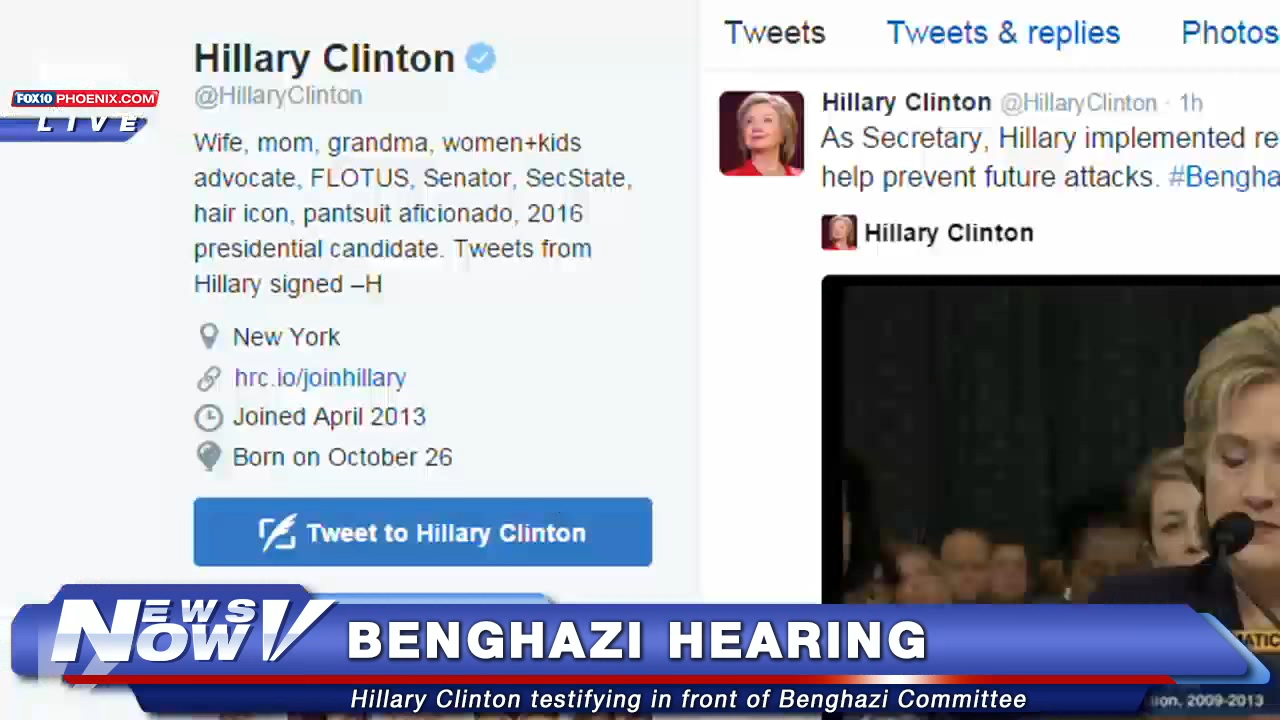 Hillary Clinton
@HillaryClinton
Wife, mom, grandma, women+kids
advocate, FLOTUS, Senator, SecState,
hair icon, pantsuit aficionado, 2016
presidential candidate. Tweets from
Hillary signed –H
New York
hrc.io/joinhillary
Joined April 2013
Born on October 26
Tweet to Hillary Clinton
FOX10 PHOENIX.COM
LIVE
Tweets Tweets & replies Photos
Hillary Clinton @HillaryClinton · 1h
As Secretary, Hillary implemented re
help prevent future attacks. #Bengha
Hillary Clinton
NEWS
NOW
BENGHAZI HEARING
Hillary Clinton testifying in front of Benghazi Committee
2009-2013